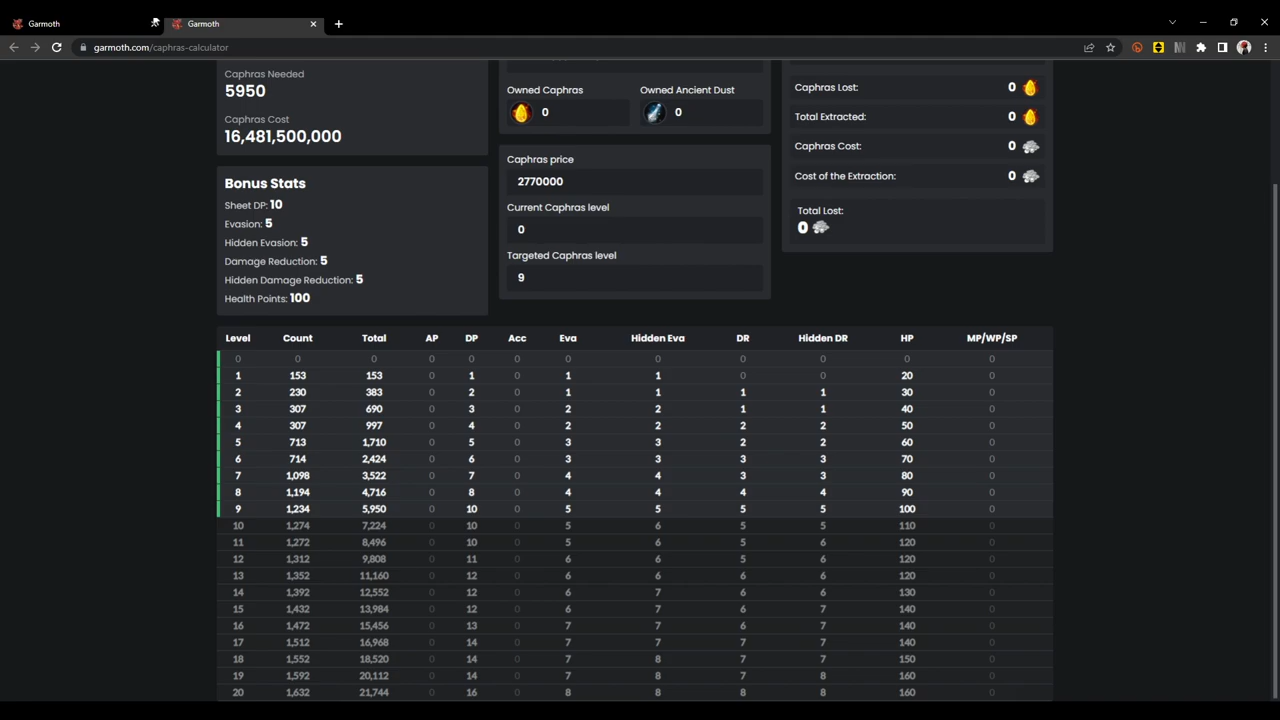 Garmoth
Garmoth
garmoth.com/caphras-calculator
Caphras Needed
5950
Caphras Cost
16,481,500,000
Bonus Stats
Sheet DP: 10
Evasion: 5
Hidden Evasion: 5
Damage Reduction: 5
Hidden Damage Reduction: 5
Health Points: 100
Owned Caphras Owned Ancient Dust
0 0
Caphras price
2770000
Current Caphras level
0
Targeted Caphras level
9
Caphras Lost: 0
Total Extracted: 0
Caphras Cost: 0
Cost of the Extraction: 0
Total Lost:
0
Level Count Total AP DP Acc Eva Hidden Eva DR Hidden DR HP MP/WP/SP
0 0 0 0 0 0 0 0 0 0 0 0
1 153 153 0 1 0 1 1 0 0 20 0
2 230 383 0 2 0 1 1 1 1 30 0
3 307 690 0 3 0 2 2 1 1 40 0
4 307 997 0 4 0 2 2 2 2 50 0
5 713 1,710 0 5 0 3 3 2 2 60 0
6 714 2,424 0 6 0 3 3 3 3 70 0
7 1,098 3,522 0 7 0 4 4 3 3 80 0
8 1,194 4,716 0 8 0 4 4 4 4 90 0
9 1,234 5,950 0 10 0 5 5 5 5 100 0
10 1,274 7,224 0 10 0 5 6 5 5 110 0
11 1,272 8,496 0 10 0 5 6 5 6 120 0
12 1,312 9,808 0 11 0 6 6 5 6 120 0
13 1,352 11,160 0 12 0 6 6 6 6 120 0
14 1,392 12,552 0 12 0 6 7 6 6 130 0
15 1,432 13,984 0 12 0 6 7 6 7 140 0
16 1,472 15,456 0 13 0 7 7 6 7 140 0
17 1,512 16,968 0 14 0 7 7 7 7 140 0
18 1,552 18,520 0 14 0 7 8 7 7 150 0
19 1,592 20,112 0 14 0 7 8 7 8 160 0
20 1,632 21,744 0 16 0 8 8 8 8 160 0